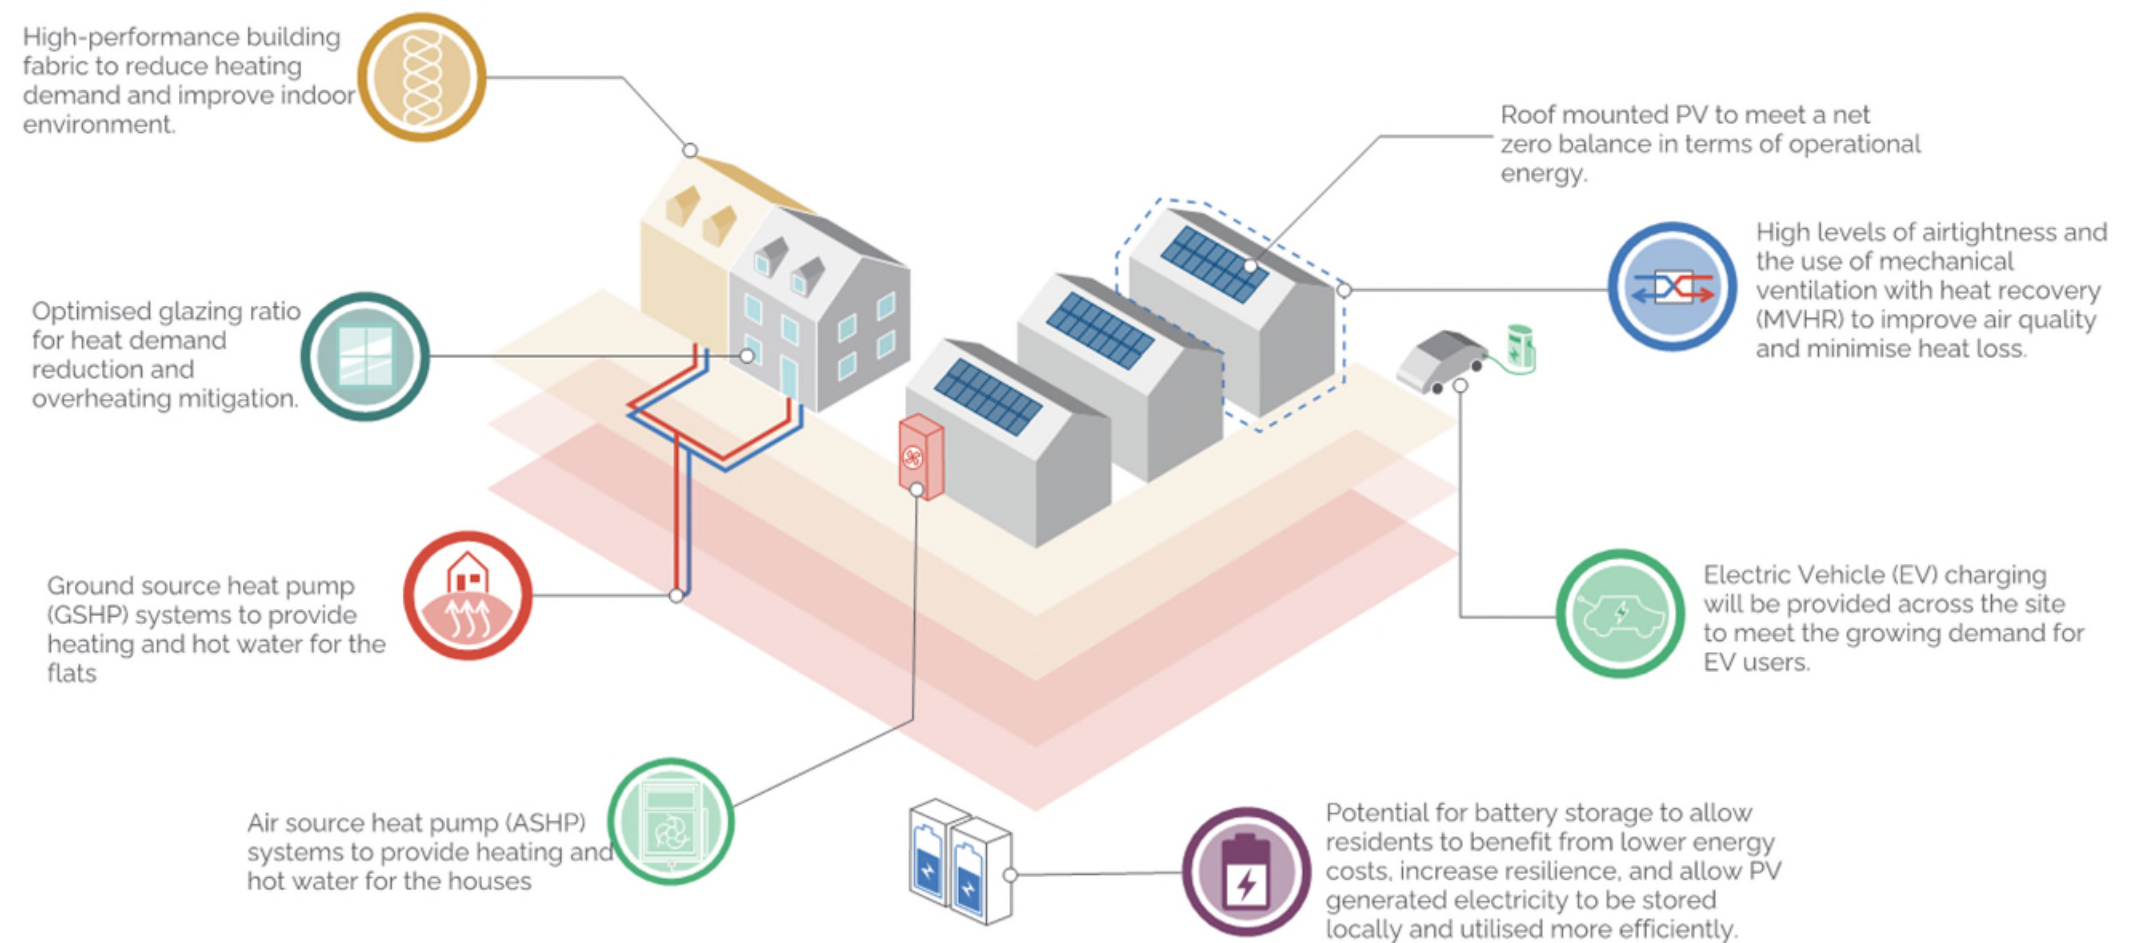 High-performance building
fabric to reduce heating
demand and improve indoor
environment.
Roof mounted PV to meet a net
zero balance in terms of operational
energy.
High levels of airtightness and
the use of mechanical
ventilation with heat recovery
(MVHR) to improve air quality
and minimise heat loss.
Optimised glazing ratio
for heat demand
reduction and
overheating mitigation.
Ground source heat pump
(GSHP) systems to provide
heating and hot water for the
flats
Electric Vehicle (EV) charging
will be provided across the site
to meet the growing demand for
EV users.
Air source heat pump (ASHP)
systems to provide heating and
hot water for the houses
Potential for battery storage to allow
residents to benefit from lower energy
costs, increase resilience, and allow PV
generated electricity to be stored
locally and utilised more efficiently.